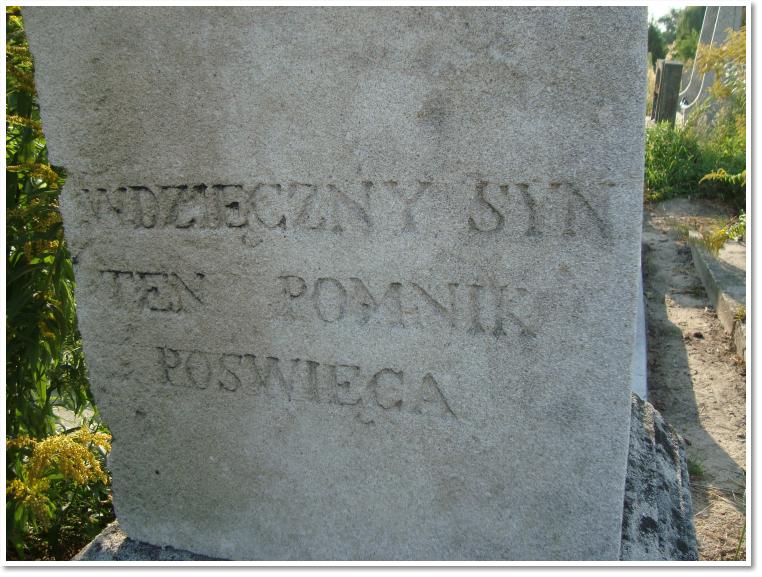 WDZIĘCZNY SYN
TEN POMNIK
POSWIĘCA